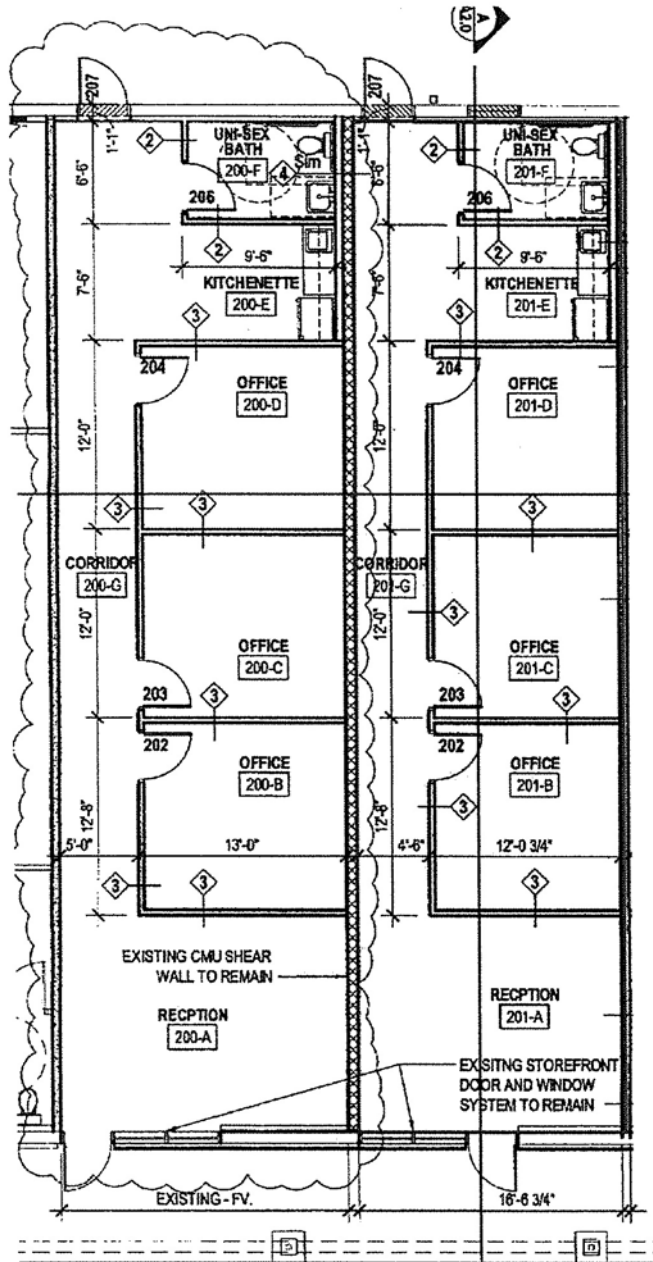 A
A2.0
207
207
UNI-SEX
BATH
200-F
2
Sim
4
1'-1"
6'-6"
206
2
9'-6"
KITCHENETTE
200-E
7'-6"
3
204
OFFICE
200-D
12'-0"
3
3
CORRIDOR
200-G
12'-0"
OFFICE
200-C
203
3
202
OFFICE
200-B
12'-8"
5'-0"
13'-0"
3
3
EXISTING CMU SHEAR
WALL TO REMAIN
RECPTION
200-A
EXISTING - FV.
UNI-SEX
BATH
201-F
2
1'-1"
206
2
9'-6"
KITCHENETTE
201-E
7'-6"
3
204
OFFICE
201-D
12'-0"
3
CORRIDOR
201-G
12'-0"
3
OFFICE
201-C
203
3
202
OFFICE
201-B
3
12'-8"
4'-6"
12'-0 3/4"
3
RECPTION
201-A
EXSITNG STOREFRONT
DOOR AND WINDOW
SYSTEM TO REMAIN
16'-6 3/4"